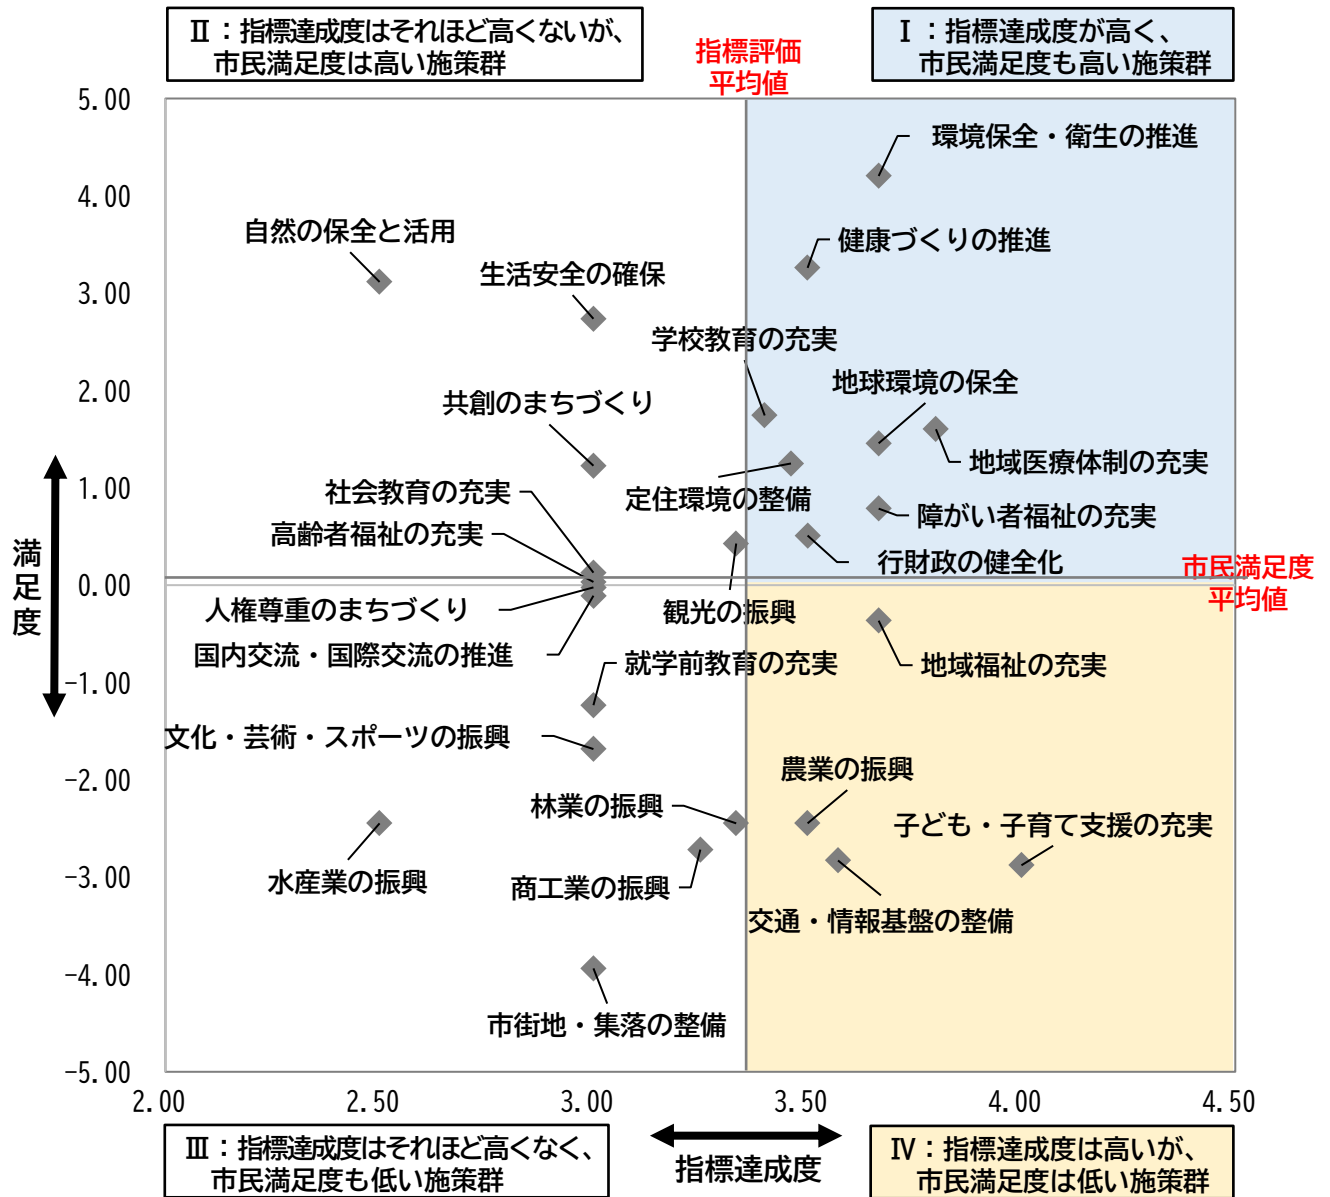 Ⅱ：指標達成度はそれほど高くないが、
市民満足度は高い施策群
指標評価
平均値
Ⅰ：指標達成度が高く、
市民満足度も高い施策群
5.00
環境保全・衛生の推進
4.00
自然の保全と活用
健康づくりの推進
生活安全の確保
3.00
学校教育の充実
地球環境の保全
2.00
共創のまちづくり
地域医療体制の充実
社会教育の充実
定住環境の整備
1.00
障がい者福祉の充実
高齢者福祉の充実
行財政の健全化
満足度
市民満足度
平均値
0.00
人権尊重のまちづくり
観光の振興
国内交流・国際交流の推進
就学前教育の充実
地域福祉の充実
-1.00
文化・芸術・スポーツの振興
農業の振興
-2.00
林業の振興
子ども・子育て支援の充実
水産業の振興
商工業の振興
-3.00
交通・情報基盤の整備
-4.00
市街地・集落の整備
-5.00
2.00
2.50
3.00
3.50
4.00
4.50
Ⅲ：指標達成度はそれほど高くなく、
市民満足度も低い施策群
指標達成度
Ⅳ：指標達成度は高いが、
市民満足度は低い施策群